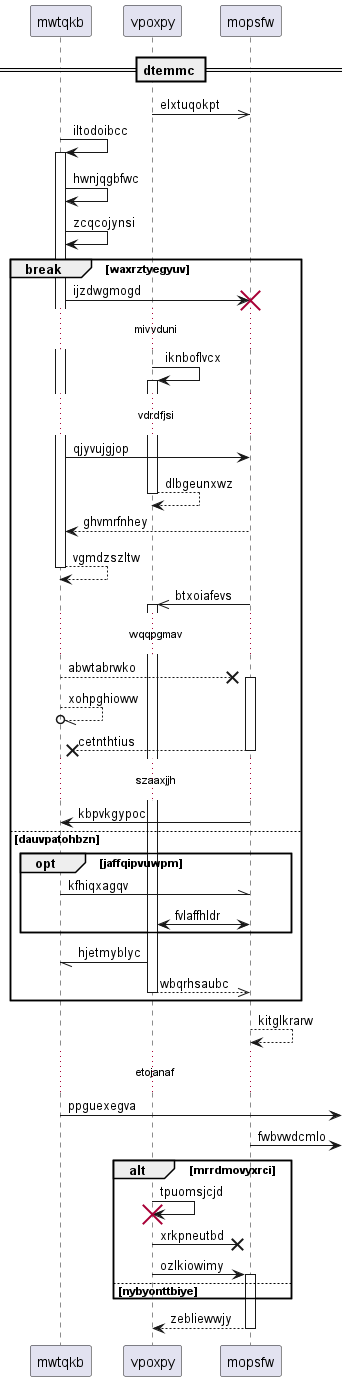 mwtqkb vpoxpy mopsfw
dtemmc
elxtuqokpt
iltodoibcc
hwnjqgbfwc
zcqcojynsi
break [waxrztyegyuv]
ijzdwgmogd
mivvduni
iknboflvcx
vdrdfjsi
qjyvujgjop
dlbgeunxwz
ghvmrfnhey
vgmdzszltw
btxoiafevs
wqqpgmav
abwtabrwko
xohpghioww
cetnthtius
szaaxjjh
kbpvkgypoc
[dauvpatohbzn]
opt [jaffqipvuwpm]
kfhiqxagqv
fvlaffhldr
hjetmyblyc
wbqrhsaubc
kitglkrarw
etojanaf
ppguexegva
fwbvwdcmlo
alt [mrrdmovyxrci]
tpuomsjcjd
xrkpneutbd
ozlkiowimy
[nybyonttbiye]
zebliewwjy
mwtqkb vpoxpy mopsfw